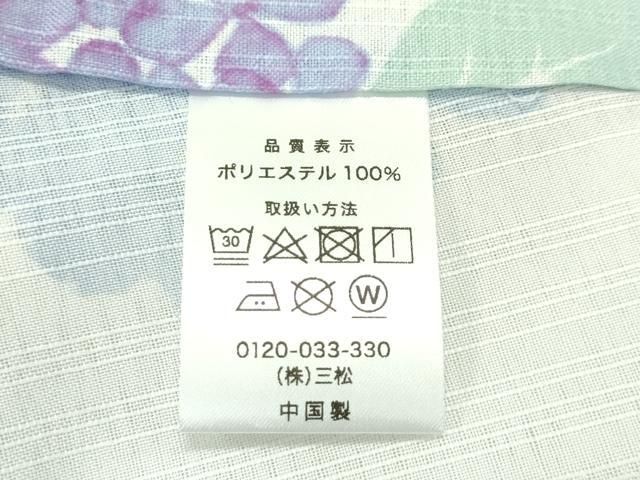 品質表示
ポリエステル 100%
取扱い方法
30
W
0120-033-330
(株)三松
中国製